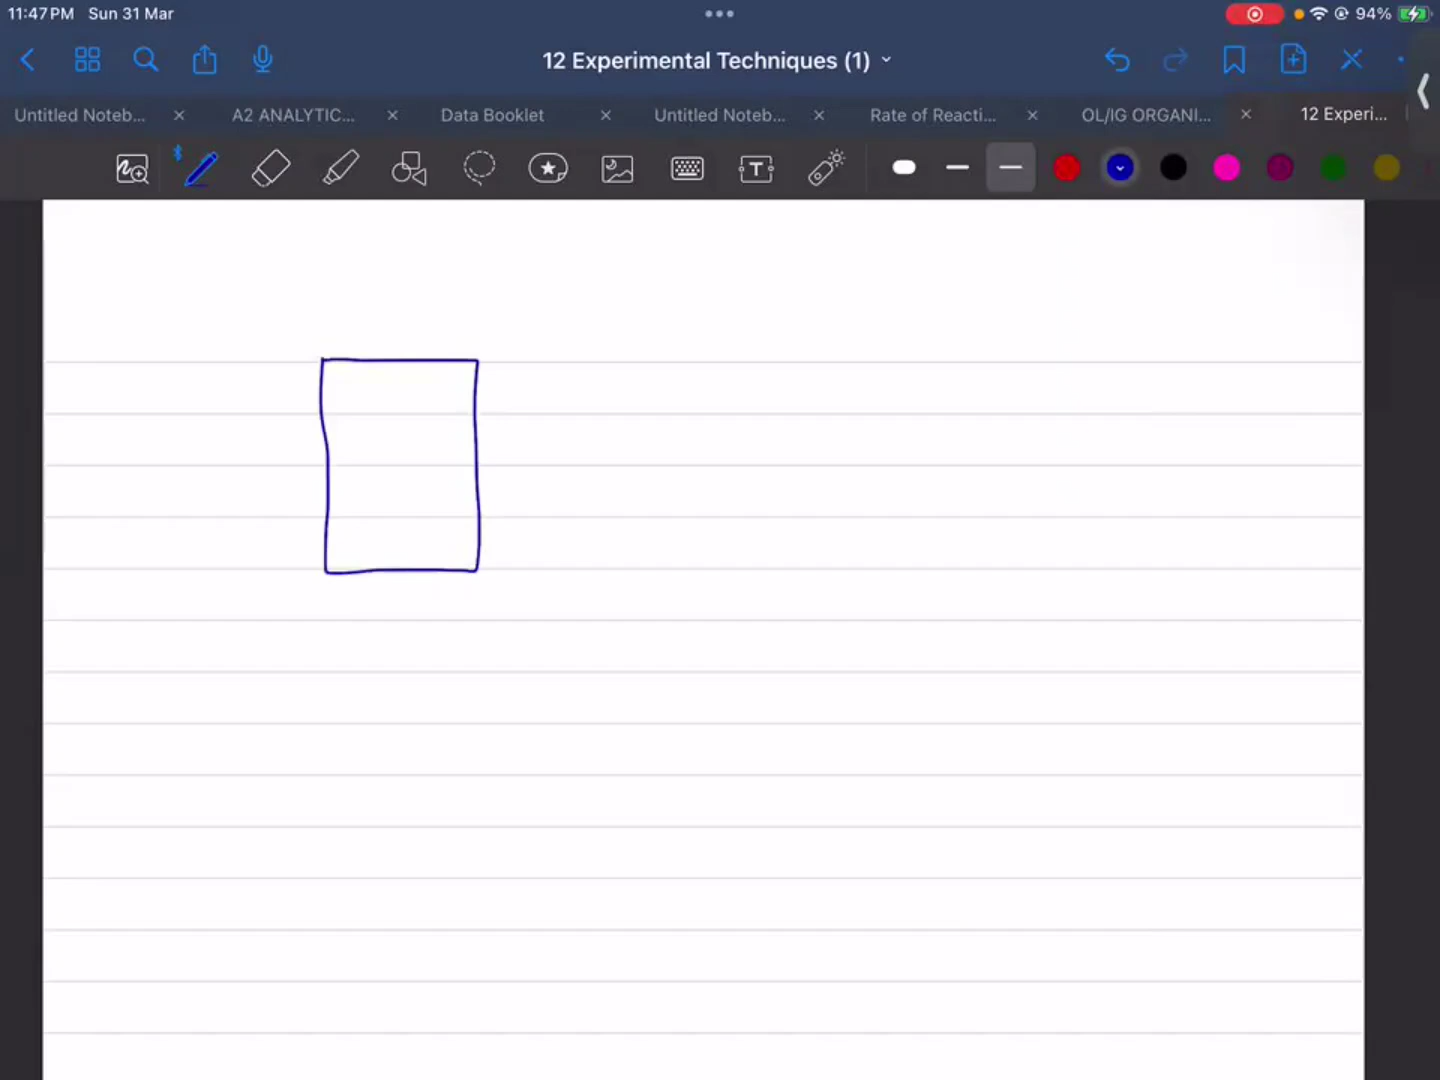 11:47 PM Sun 31 Mar
94%
12 Experimental Techniques (1)
Untitled Noteb... A2 ANALYTIC... Data Booklet Untitled Noteb... Rate of Reacti... OL/IG ORGANI... 12 Experi...